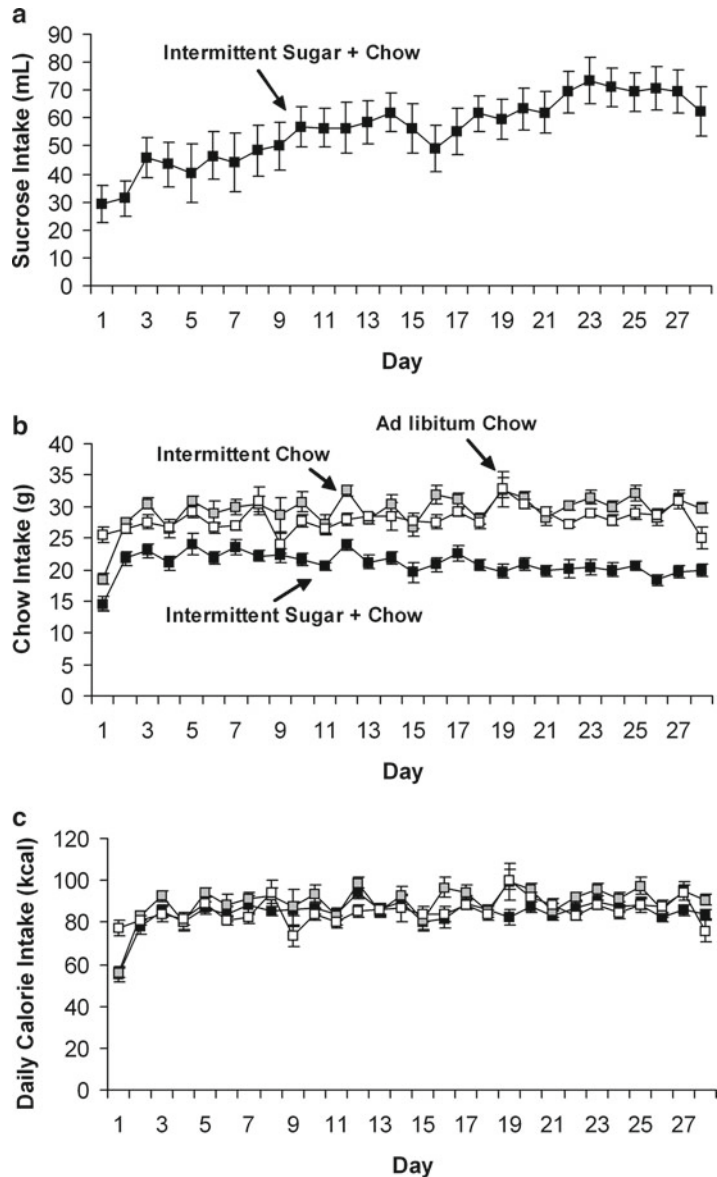 a
Intermittent Sugar + Chow
Sucrose Intake (mL)
90
80
70
60
50
40
30
20
10
0
1 3 5 7 9 11 13 15 17 19 21 23 25 27
Day
b
Ad libitum Chow
Intermittent Chow
Chow Intake (g)
40
35
30
25
20
15
10
5
0
Intermittent Sugar + Chow
1 3 5 7 9 11 13 15 17 19 21 23 25 27
Day
c
Daily Calorie Intake (kcal)
120
100
80
60
40
20
0
1 3 5 7 9 11 13 15 17 19 21 23 25 27
Day